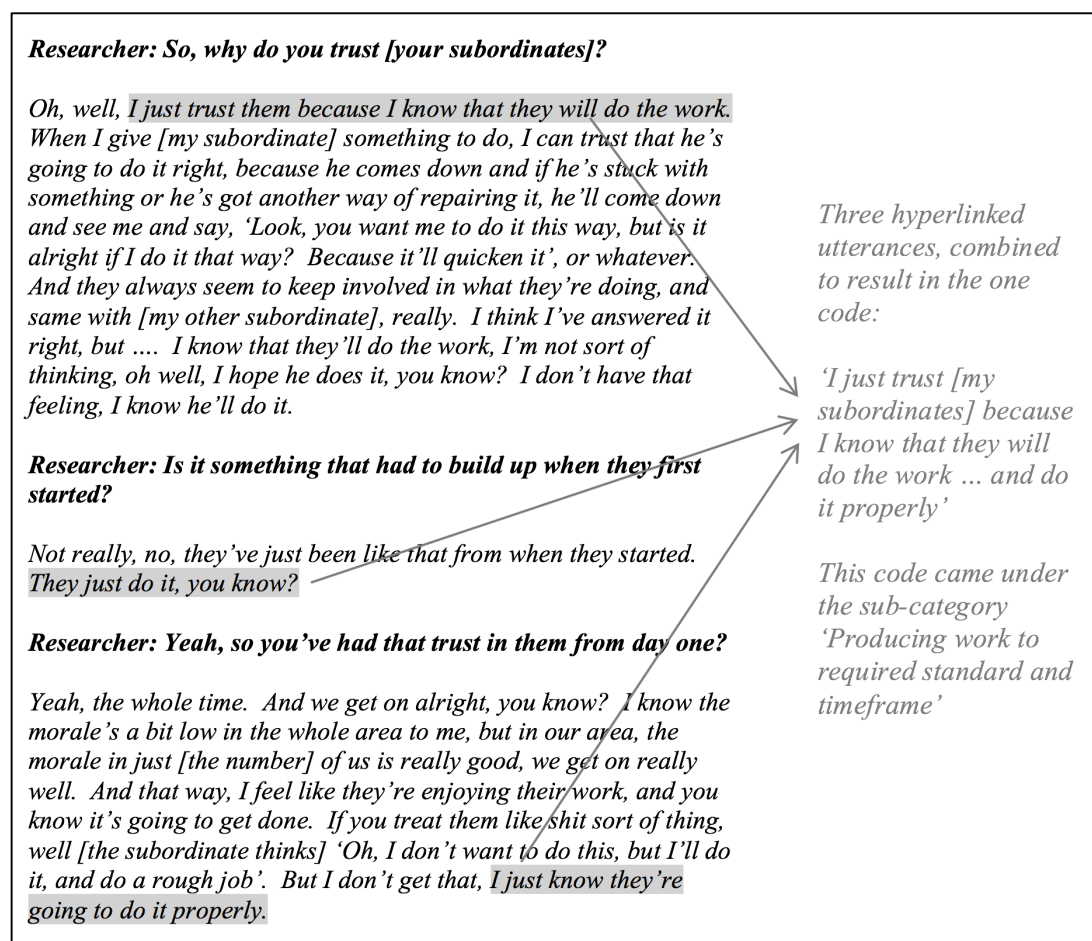 Researcher: So, why do you trust [your subordinates]?
Oh, well, I just trust them because I know that they will do the work.
When I give [my subordinate] something to do, I can trust that he's
going to do it right, because he comes down and if he's stuck with
something or he's got another way of repairing it, he'll come down
and see me and say, ‘Look, you want me to do it this way, but is it
alright if I do it that way?  Because it'll quicken it’, or whatever.
And they always seem to keep involved in what they're doing, and
same with [my other subordinate], really.  I think I've answered it
right, but ….  I know that they'll do the work, I'm not sort of
thinking, oh well, I hope he does it, you know?  I don't have that
feeling, I know he'll do it.
Researcher: Is it something that had to build up when they first
started?
Not really, no, they've just been like that from when they started.
They just do it, you know?
Researcher: Yeah, so you've had that trust in them from day one?
Yeah, the whole time.  And we get on alright, you know?  I know the
morale's a bit low in the whole area to me, but in our area, the
morale in just [the number] of us is really good, we get on really
well.  And that way, I feel like they're enjoying their work, and you
know it's going to get done.  If you treat them like shit sort of thing,
well [the subordinate thinks] ‘Oh, I don't want to do this, but I'll do
it, and do a rough job’.  But I don't get that, I just know they're
going to do it properly.
Three hyperlinked
utterances, combined
to result in the one
code:
‘I just trust [my
subordinates] because
I know that they will
do the work … and do
it properly’
This code came under
the sub-category
‘Producing work to
required standard and
timeframe’